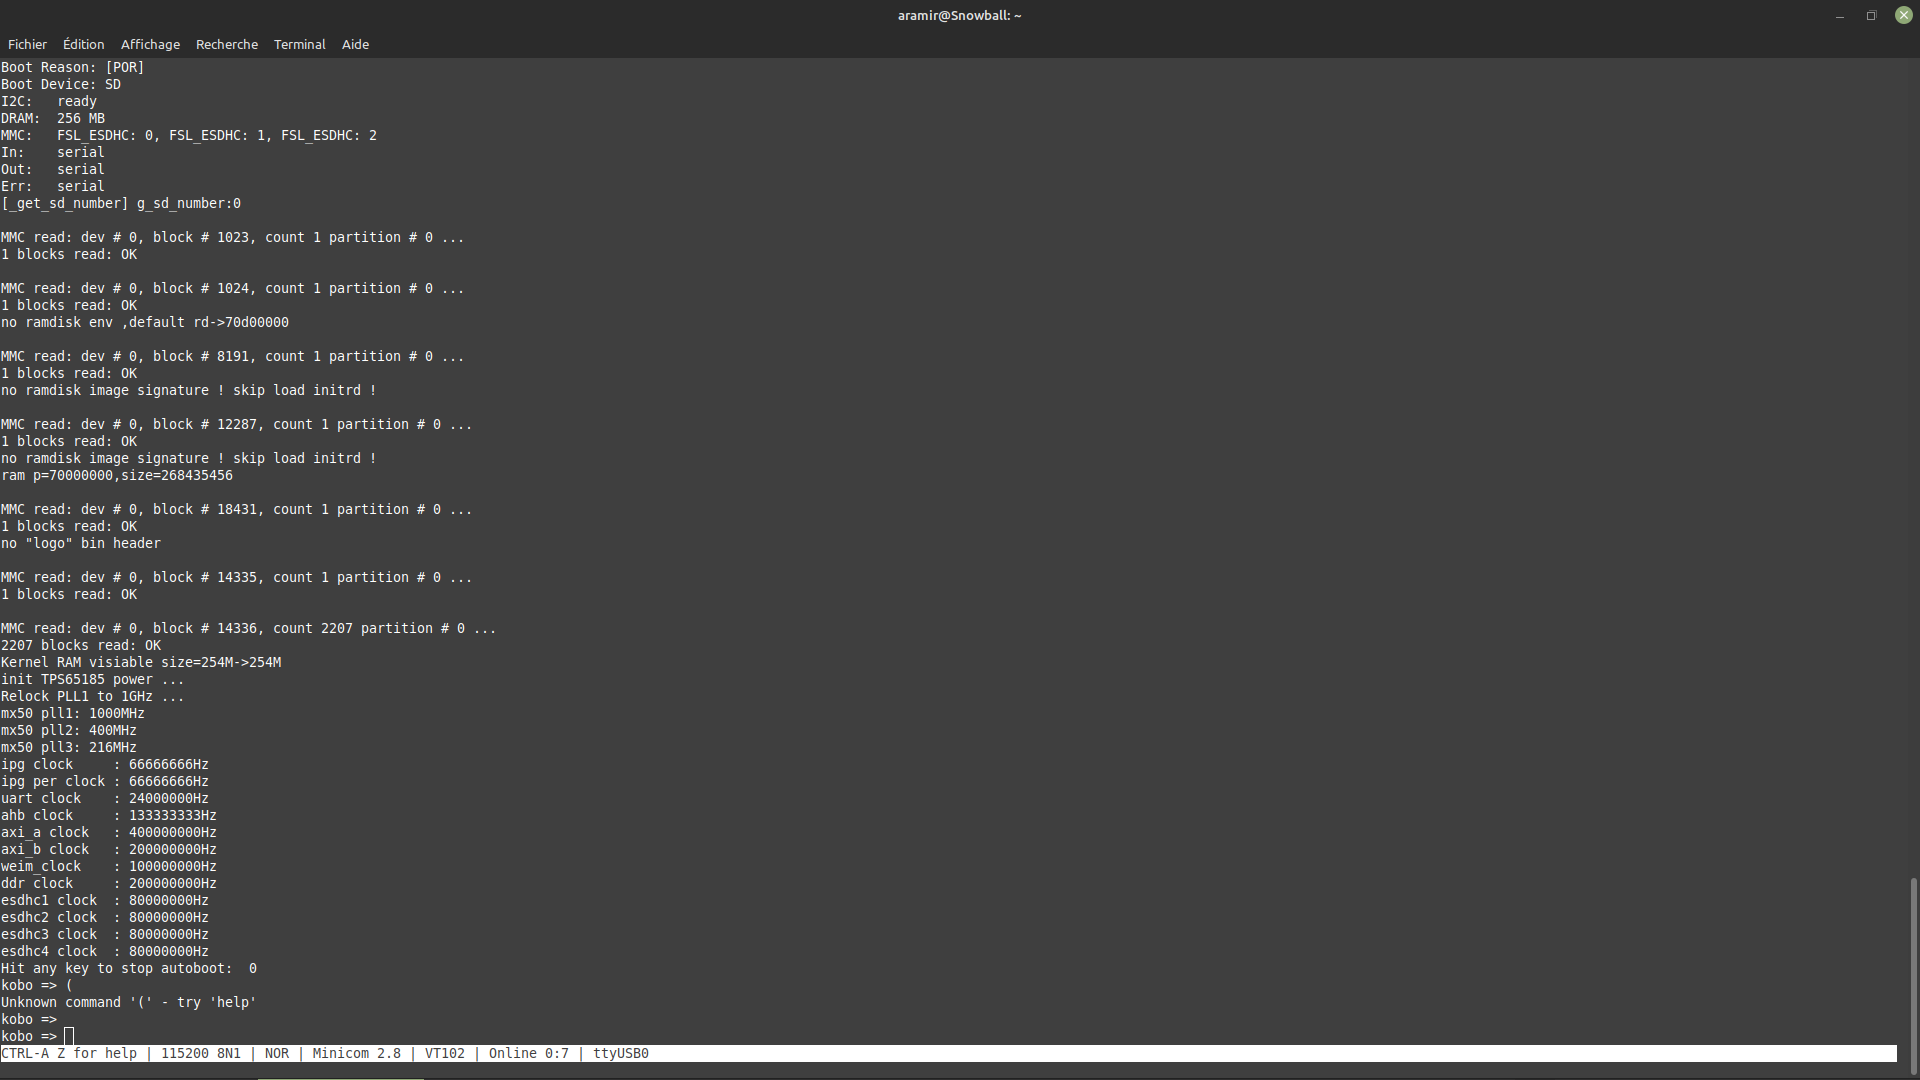 aramir@Snowball: ~
Fichier Édition Affichage Recherche Terminal Aide
Boot Reason: [POR]
Boot Device: SD
I2C:   ready
DRAM:  256 MB
MMC:   FSL_ESDHC: 0, FSL_ESDHC: 1, FSL_ESDHC: 2
In:    serial
Out:   serial
Err:   serial
[_get_sd_number] g_sd_number:0
MMC read: dev # 0, block # 1023, count 1 partition # 0 ...
1 blocks read: OK
MMC read: dev # 0, block # 1024, count 1 partition # 0 ...
1 blocks read: OK
no ramdisk env ,default rd->70d00000
MMC read: dev # 0, block # 8191, count 1 partition # 0 ...
1 blocks read: OK
no ramdisk image signature ! skip load initrd !
MMC read: dev # 0, block # 12287, count 1 partition # 0 ...
1 blocks read: OK
no ramdisk image signature ! skip load initrd !
ram p=70000000,size=268435456
MMC read: dev # 0, block # 18431, count 1 partition # 0 ...
1 blocks read: OK
no "logo" bin header
MMC read: dev # 0, block # 14335, count 1 partition # 0 ...
1 blocks read: OK
MMC read: dev # 0, block # 14336, count 2207 partition # 0 ...
2207 blocks read: OK
Kernel RAM visiable size=254M->254M
init TPS65185 power ...
Relock PLL1 to 1GHz ...
mx50 pll1: 1000MHz
mx50 pll2: 400MHz
mx50 pll3: 216MHz
ipg clock     : 66666666Hz
ipg per clock : 66666666Hz
uart clock    : 24000000Hz
ahb clock     : 133333333Hz
axi_a clock   : 400000000Hz
axi_b clock   : 200000000Hz
weim_clock    : 100000000Hz
ddr clock     : 200000000Hz
esdhc1 clock  : 80000000Hz
esdhc2 clock  : 80000000Hz
esdhc3 clock  : 80000000Hz
esdhc4 clock  : 80000000Hz
Hit any key to stop autoboot:  0
kobo => (
Unknown command '(' - try 'help'
kobo =>
kobo =>
CTRL-A Z for help | 115200 8N1 | NOR | Minicom 2.8 | VT102 | Online 0:7 | ttyUSB0